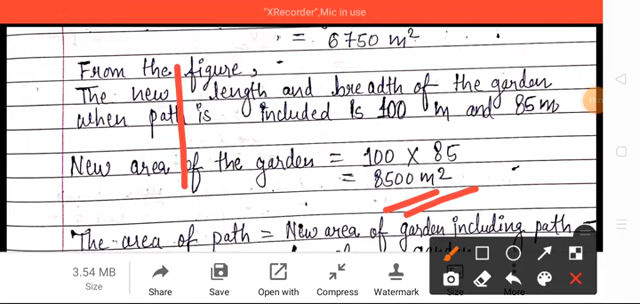 "XRecorder",Mic in use
= 6750 m²
From the figure,
The new length and breadth of the garden
when path is included is 100 m and 85m
New area of the garden = 100 × 85
= 8500 m²
The area of path = New area of garden including path -
3.54 MB
Size
Share
Save
Open with
Compress
Watermark
More